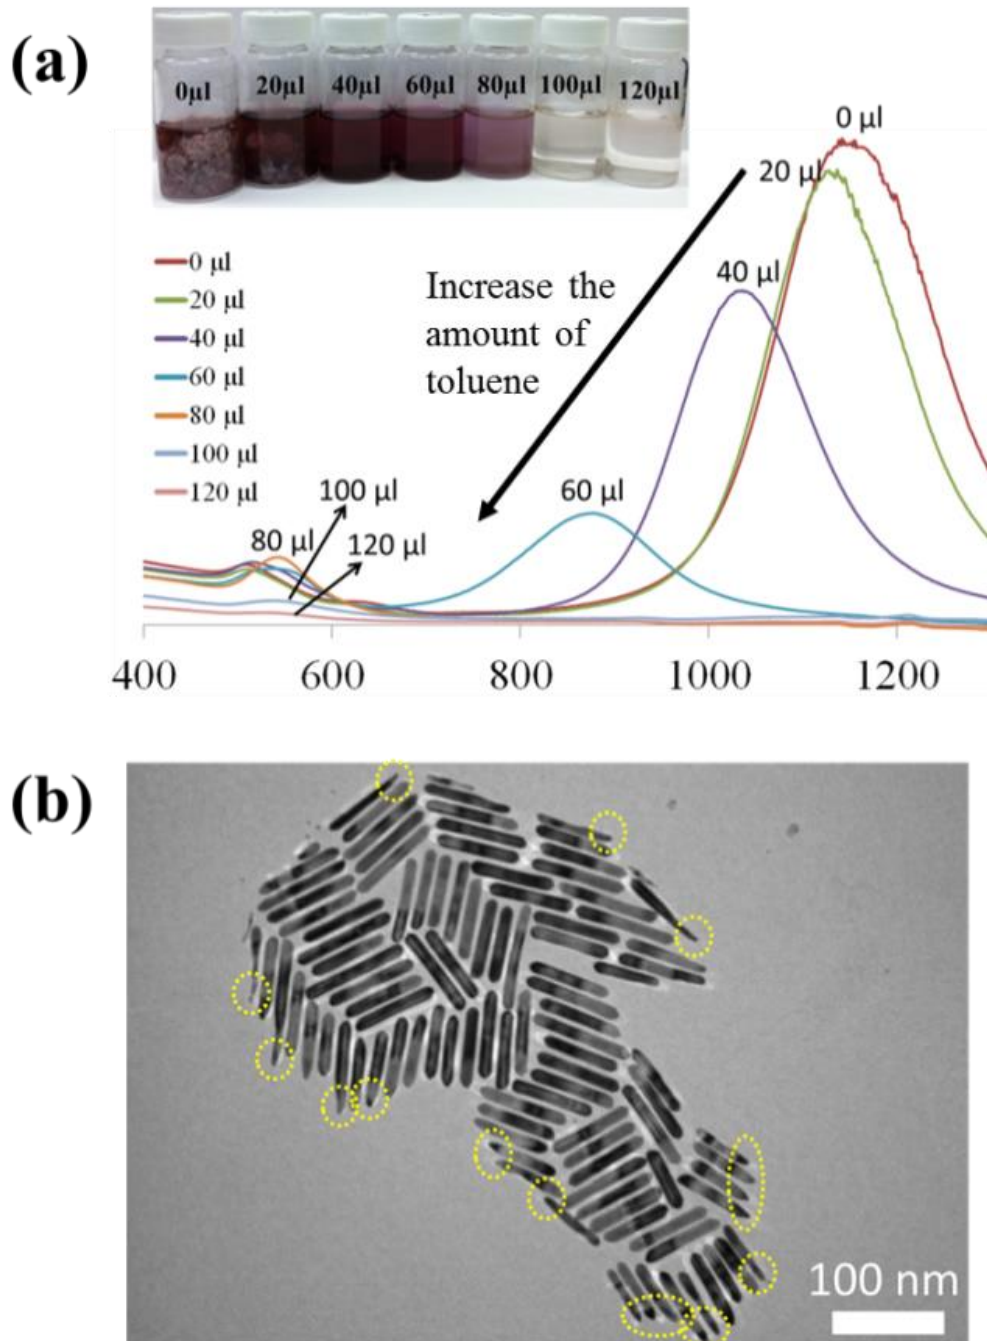 (a)
0µl 20µl 40µl 60µl 80µl 100µl 120µl
0 µl
20 µl
40 µl
Increase the
amount of
toluene
0 µl
20 µl
40 µl
60 µl
80 µl
100 µl
120 µl
60 µl
100 µl
80 µl
120 µl
400 600 800 1000 1200
(b)
100 nm